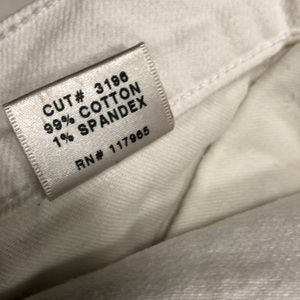 CUT# 3196
99% COTTON
1% SPANDEX
RN# 117965